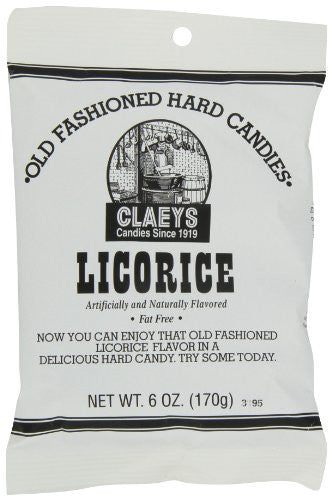 •OLD FASHIONED HARD CANDIES•
CLAEYS
Candies Since 1919
LICORICE
Artificially and Naturally Flavored
• Fat Free •
NOW YOU CAN ENJOY THAT OLD FASHIONED
LICORICE FLAVOR IN A
DELICIOUS HARD CANDY. TRY SOME TODAY.
NET WT. 6 OZ. (170g)